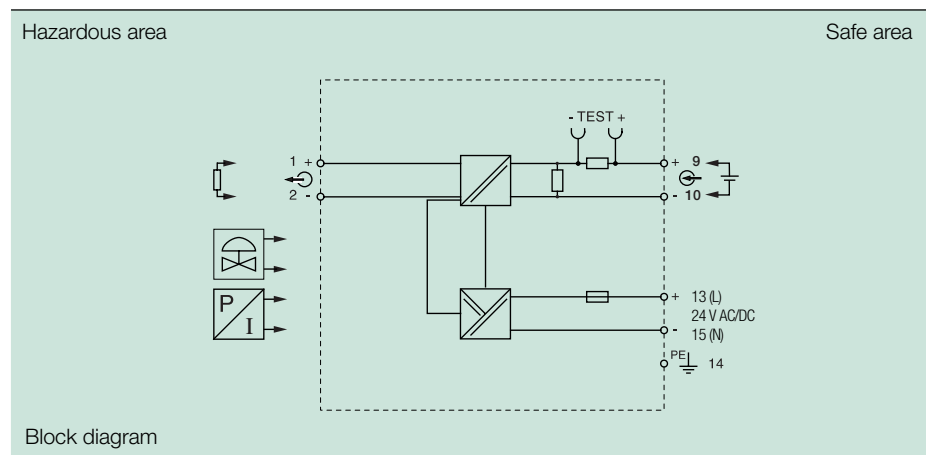 Hazardous area
Safe area
- TEST +
1 +
+ 9
2 -
- 10
P
I
+ 13 (L)
24 V AC/DC
- 15 (N)
PE 14
Block diagram